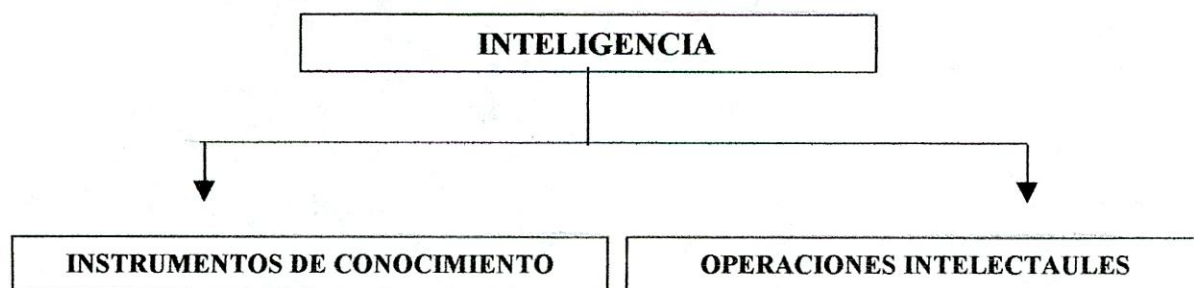 INTELIGENCIA
INSTRUMENTOS DE CONOCIMIENTO
OPERACIONES INTELECTAULES